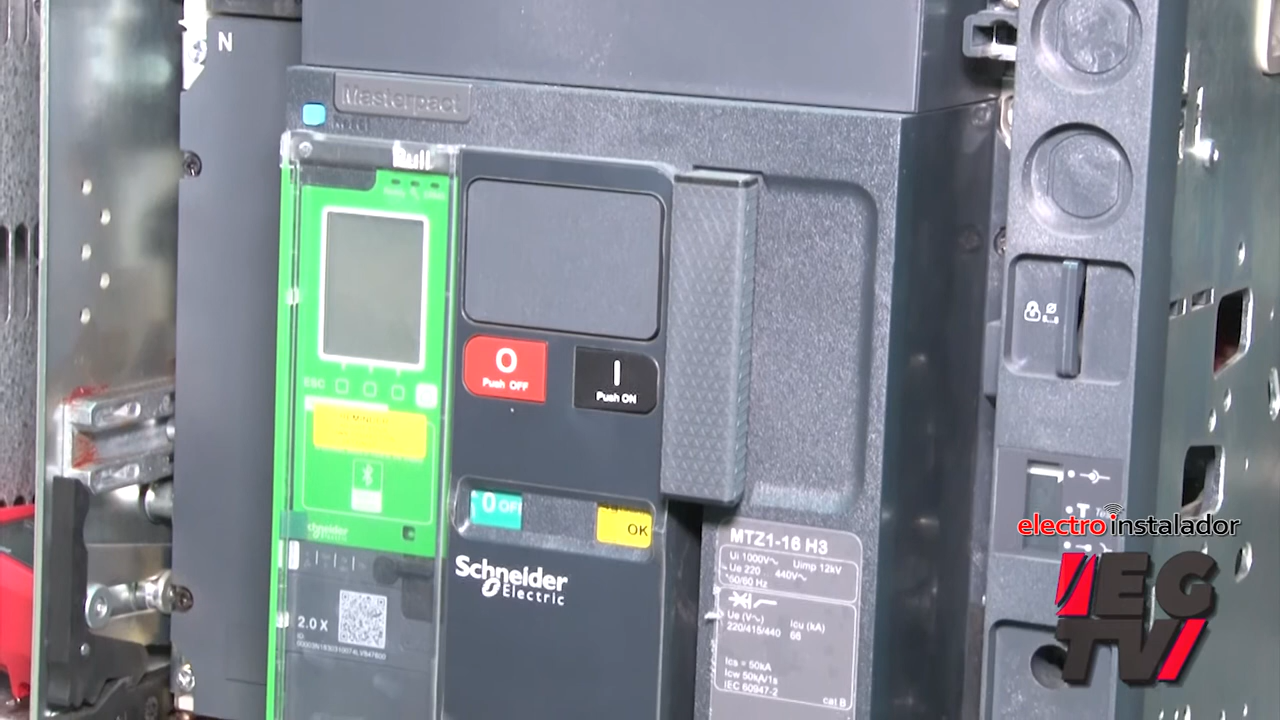 N
Masterpact
Pull
ESC
O
Push OFF
I
Push ON
0 OFF
OK
Schneider
Electric
2.0 X
MTZ1-16 H3
Ui 1000V~ Uimp 12kV
Ue 220 440V~
50/60 Hz
Ue (V~) Icu (kA)
220/415/440 66
Ics = 50kA
Icw 50kA/1s
IEC 60947-2
cat B
electroinstalador
IEG
TV